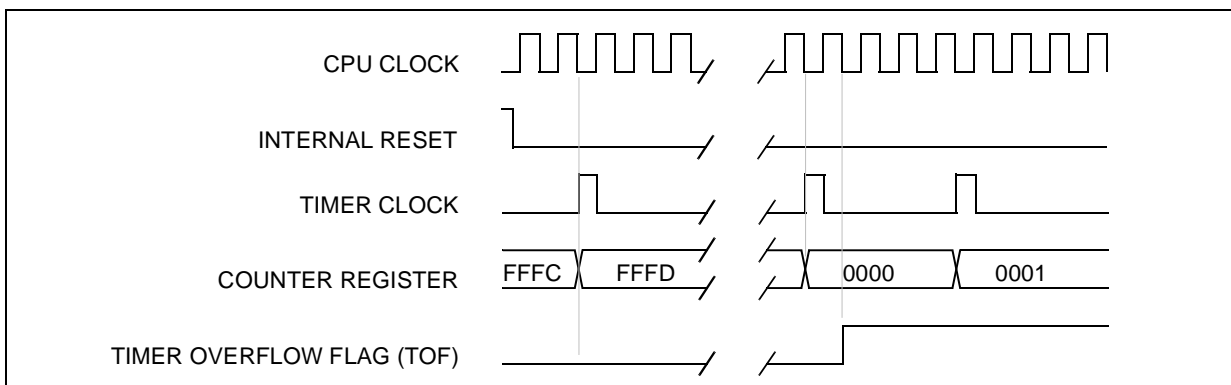 CPU CLOCK
INTERNAL RESET
TIMER CLOCK
COUNTER REGISTER FFFC FFFD 0000 0001
TIMER OVERFLOW FLAG (TOF)